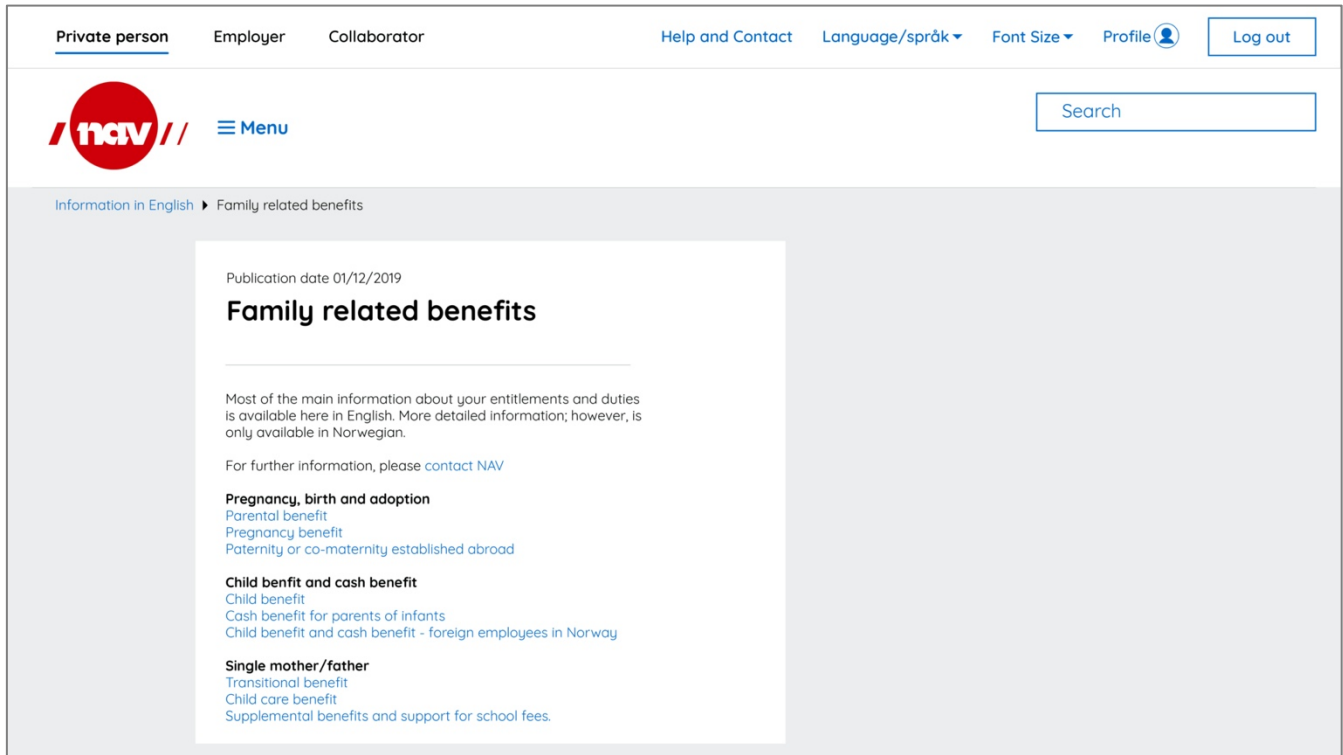 Private person Employer Collaborator Help and Contact Language/språk Font Size Profile Log out
/nav// Menu Search
Information in English Family related benefits
Publication date 01/12/2019
Family related benefits
Most of the main information about your entitlements and duties
is available here in English. More detailed information; however, is
only available in Norwegian.
For further information, please contact NAV
Pregnancy, birth and adoption
Parental benefit
Pregnancy benefit
Paternity or co-maternity established abroad
Child benfit and cash benefit
Child benefit
Cash benefit for parents of infants
Child benefit and cash benefit - foreign employees in Norway
Single mother/father
Transitional benefit
Child care benefit
Supplemental benefits and support for school fees.